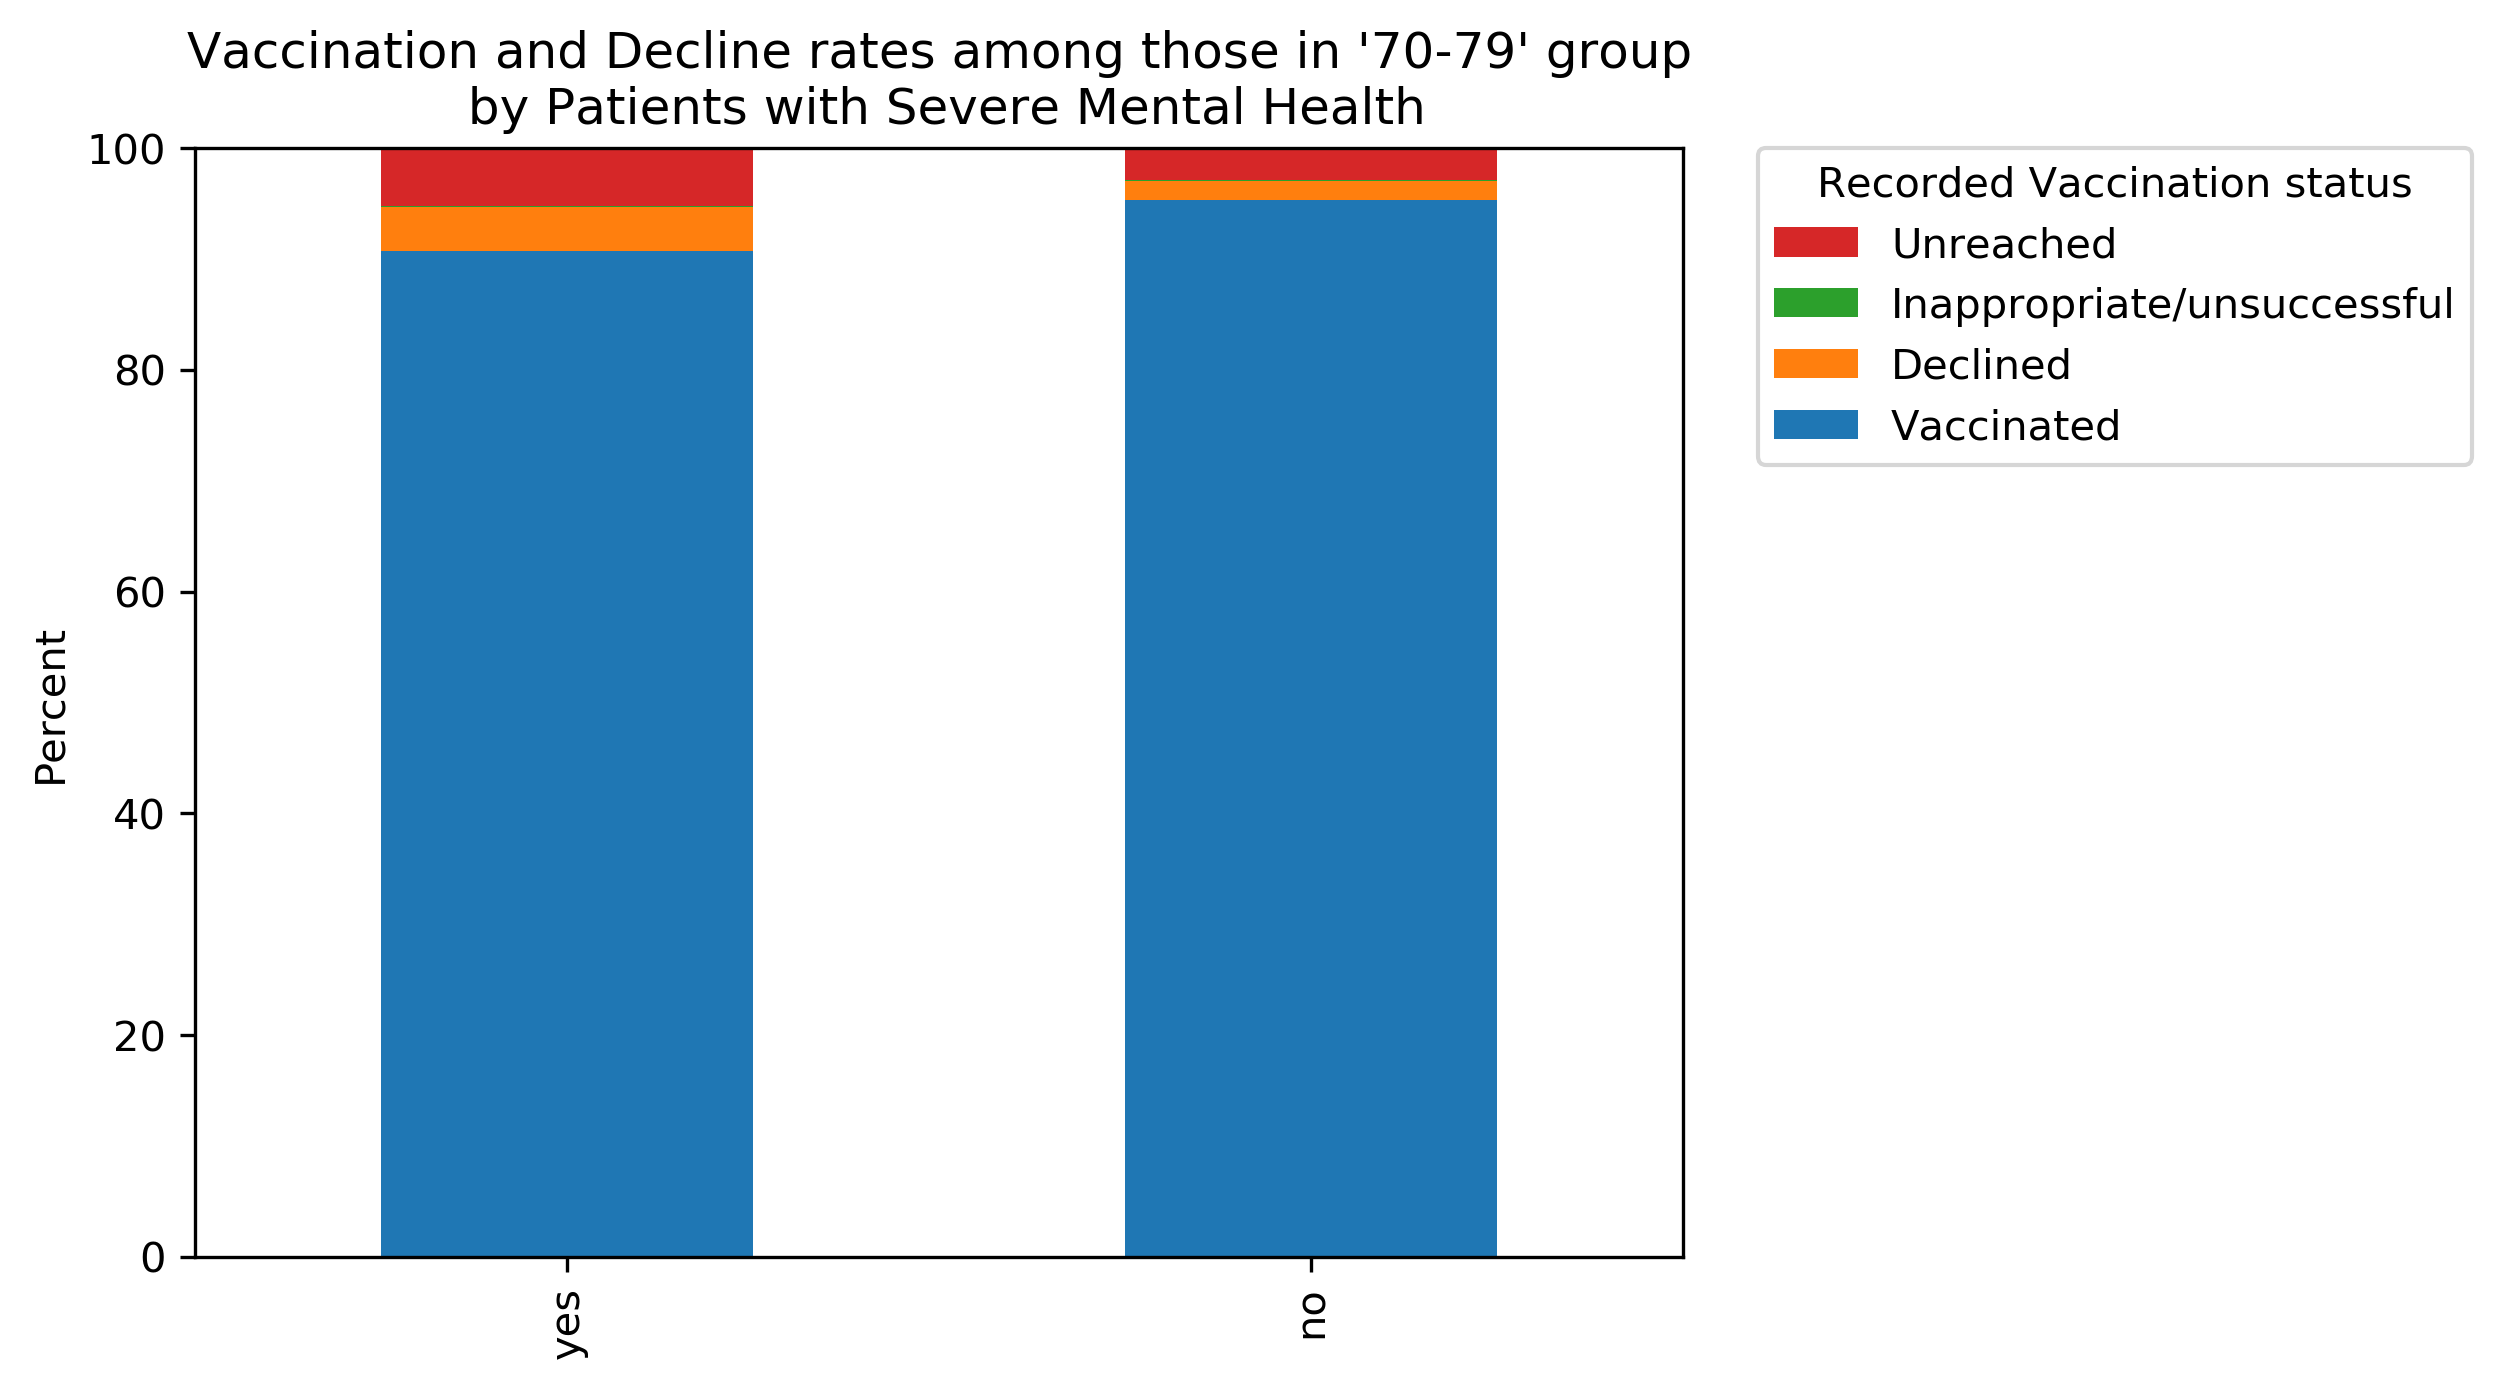 Vaccination and Decline rates among those in '70-79' group
by Patients with Severe Mental Health
100
80
60
40
20
0
Percent
yes
no
Recorded Vaccination status
Unreached
Inappropriate/unsuccessful
Declined
Vaccinated